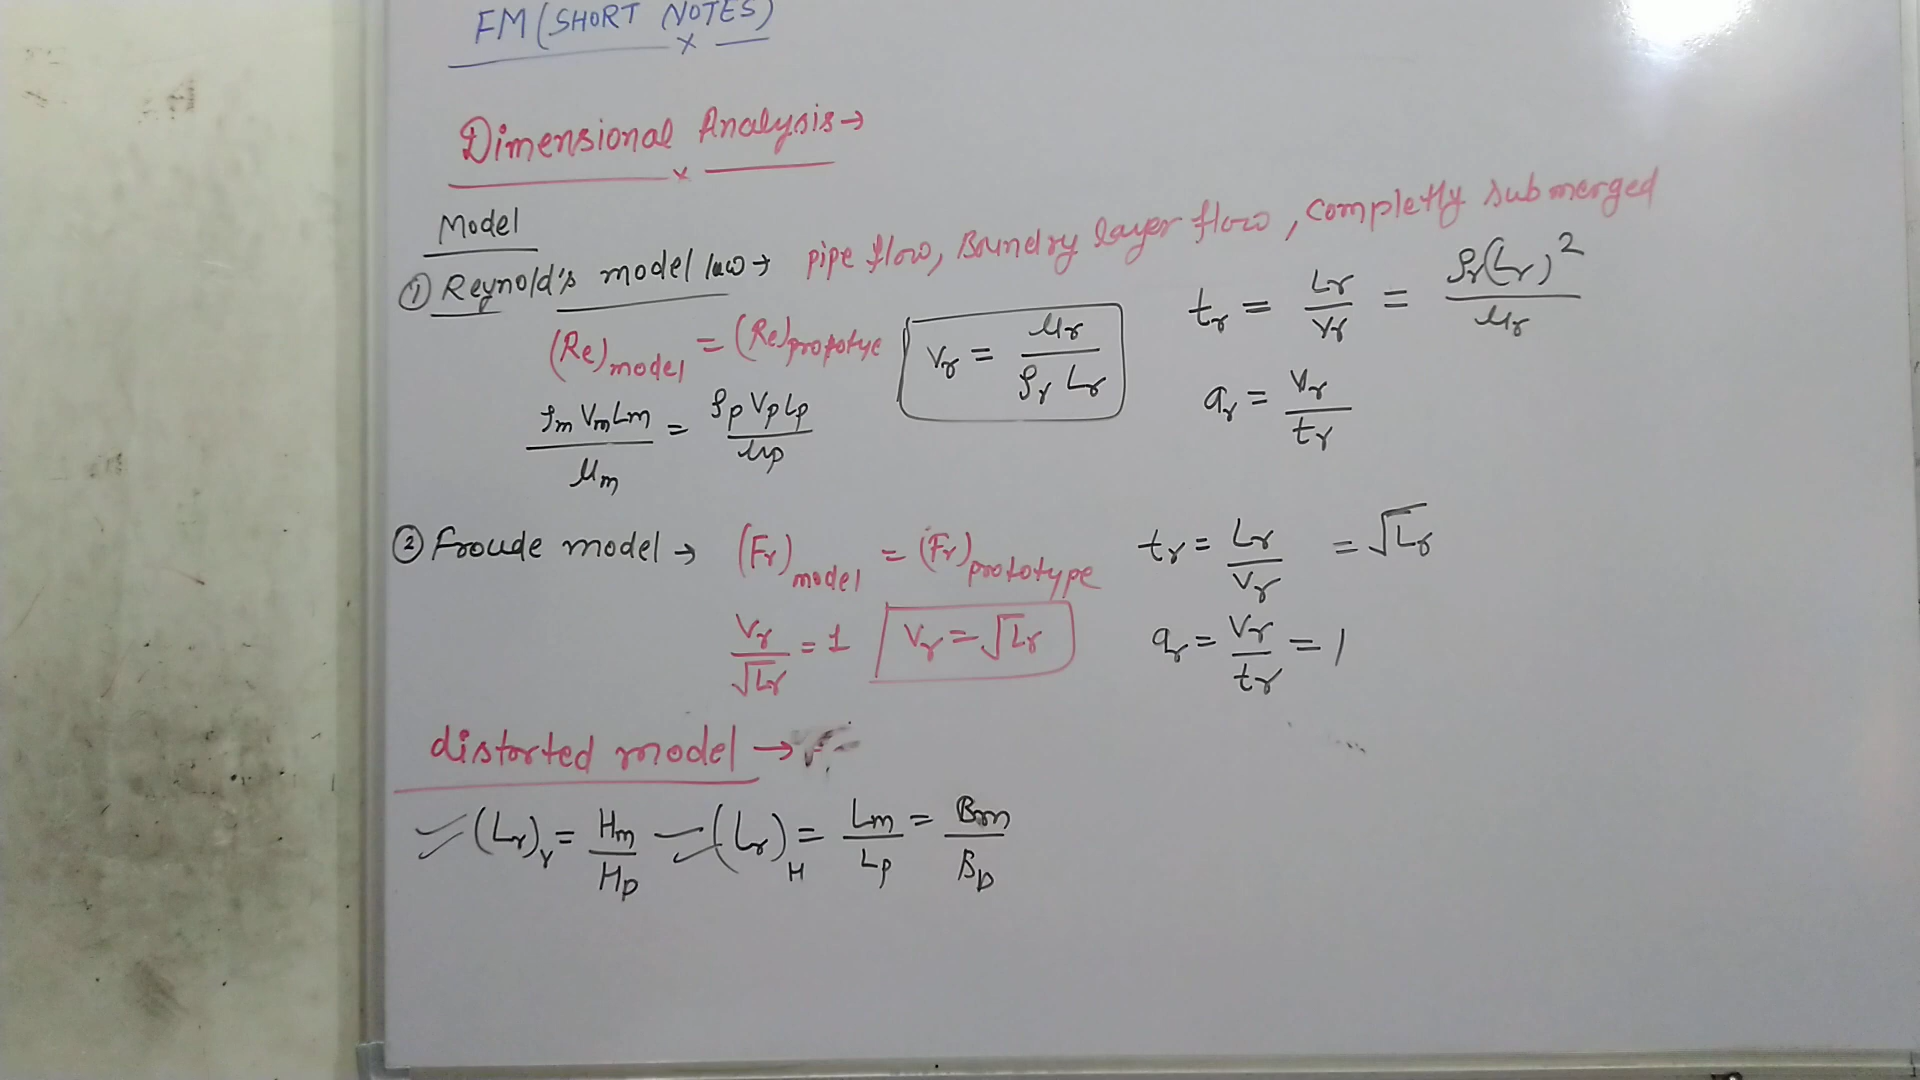 FM (SHORT NOTES)
Dimensional Analysis →
Model
① Reynold's model law → pipe flow, Boundry layer flow, completly submerged
(Re)model = (Re)prototye
Vr = μr / ρr Lr
tr = Lr / Vr = ρr(Lr)² / μr
ρm Vm Lm / μm = ρp Vp Lp / μp
ar = Vr / tr
② Froude model → (Fr)model = (Fr)prototype
tr = Lr / Vr = √Lr
Vr / √Lr = 1
Vr = √Lr
ar = Vr / tr = 1
distorted model →
(Lr)v = Hm / Hp
(Lr)H = Lm / Lp = Bm / Bp